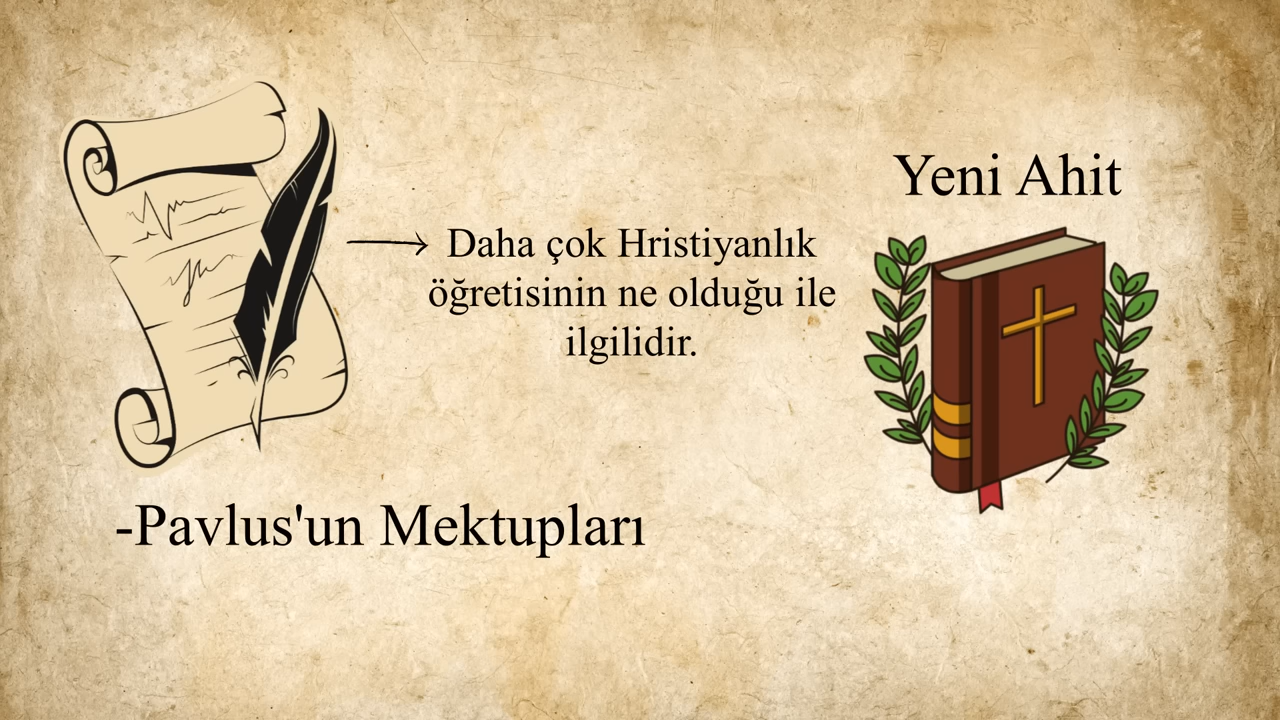 Yeni Ahit
Daha çok Hristiyanlık
öğretisinin ne olduğu ile
ilgilidir.
-Pavlus'un Mektupları